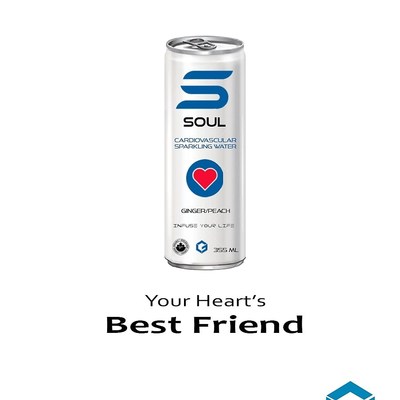 SOUL
CARDIOVASCULAR
SPARKLING WATER
GINGER/PEACH
INFUSE YOUR LIFE
355 ML
Your Heart's
Best Friend